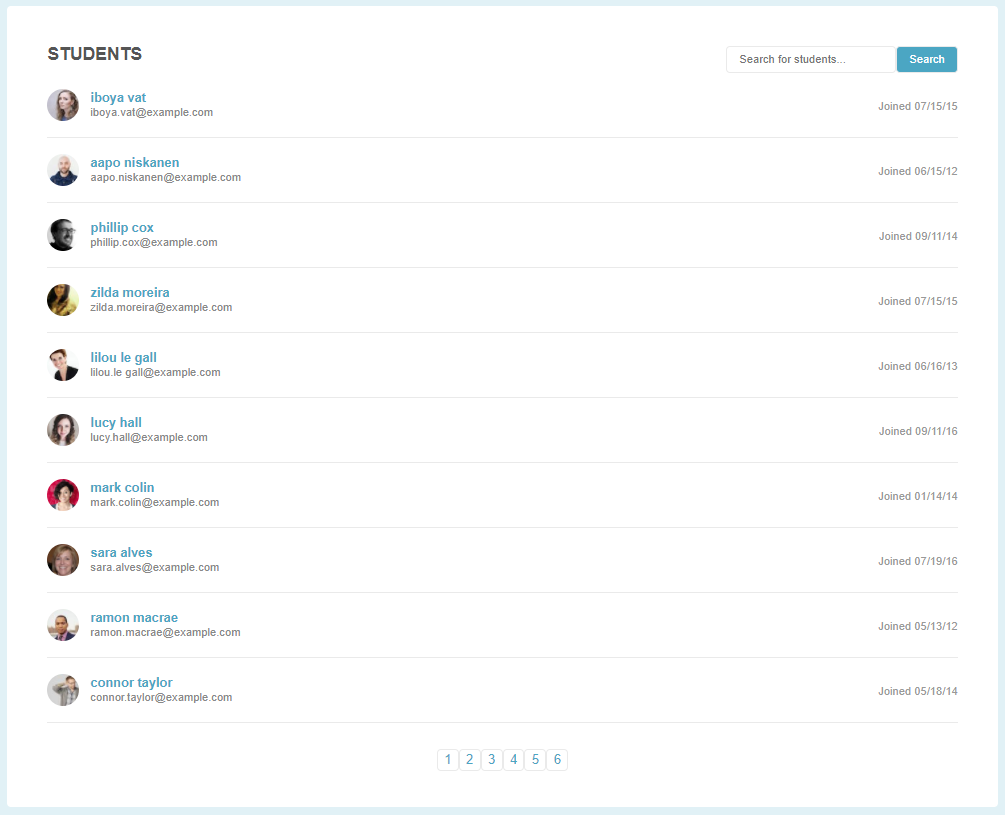 STUDENTS
Search for students...
Search
iboya vat
iboya.vat@example.com
Joined 07/15/15
aapo niskanen
aapo.niskanen@example.com
Joined 06/15/12
phillip cox
phillip.cox@example.com
Joined 09/11/14
zilda moreira
zilda.moreira@example.com
Joined 07/15/15
lilou le gall
lilou.le gall@example.com
Joined 06/16/13
lucy hall
lucy.hall@example.com
Joined 09/11/16
mark colin
mark.colin@example.com
Joined 01/14/14
sara alves
sara.alves@example.com
Joined 07/19/16
ramon macrae
ramon.macrae@example.com
Joined 05/13/12
connor taylor
connor.taylor@example.com
Joined 05/18/14
1 2 3 4 5 6